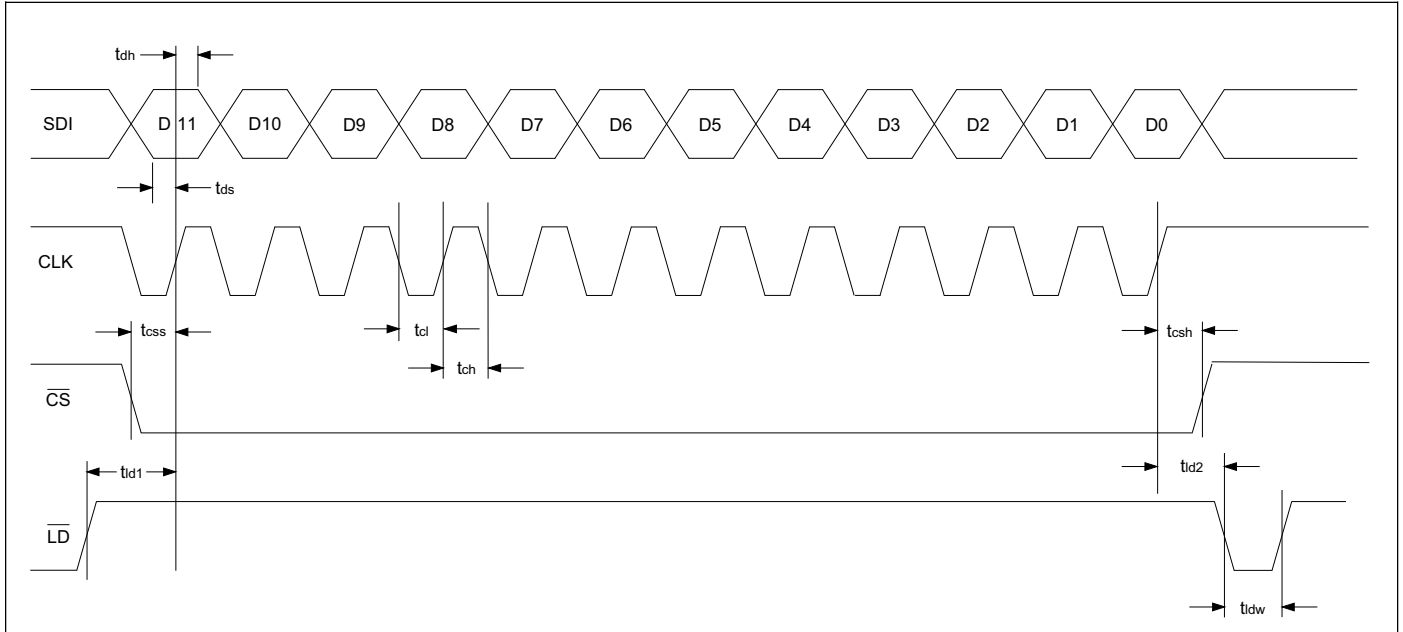 tdh
SDI D 11 D10 D9 D8 D7 D6 D5 D4 D3 D2 D1 D0
tds
CLK
tcss tcl tcsh
tch
CS
tld1 tld2
LD
tldw